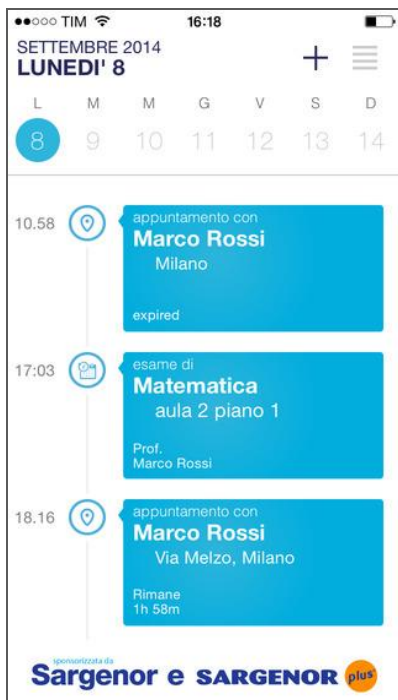 TIM 16:18
SETTEMBRE 2014
LUNEDI' 8
L M M G V S D
8 9 10 11 12 13 14
10.58
appuntamento con
Marco Rossi
Milano
expired
17:03
esame di
Matematica
aula 2 piano 1
Prof.
Marco Rossi
18.16
appuntamento con
Marco Rossi
Via Melzo, Milano
Rimane
1h 58m
sponsorizzata da
Sargenor e SARGENOR plus